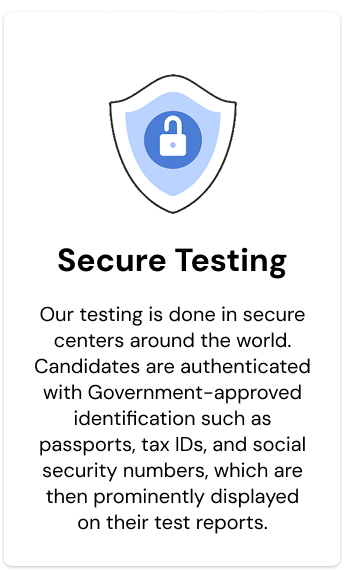 Secure Testing
Our testing is done in secure
centers around the world.
Candidates are authenticated
with Government-approved
identification such as
passports, tax IDs, and social
security numbers, which are
then prominently displayed
on their test reports.